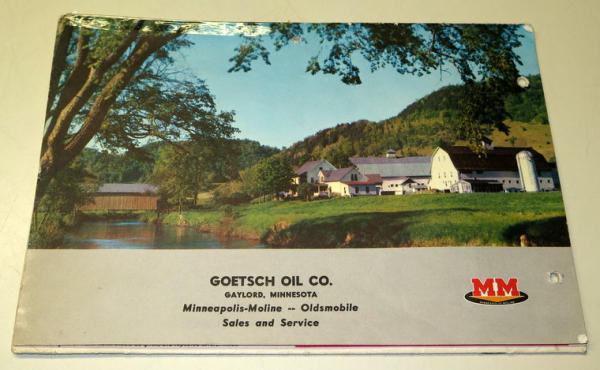 GOETSCH OIL CO.
GAYLORD, MINNESOTA
Minneapolis-Moline -- Oldsmobile
Sales and Service
MM